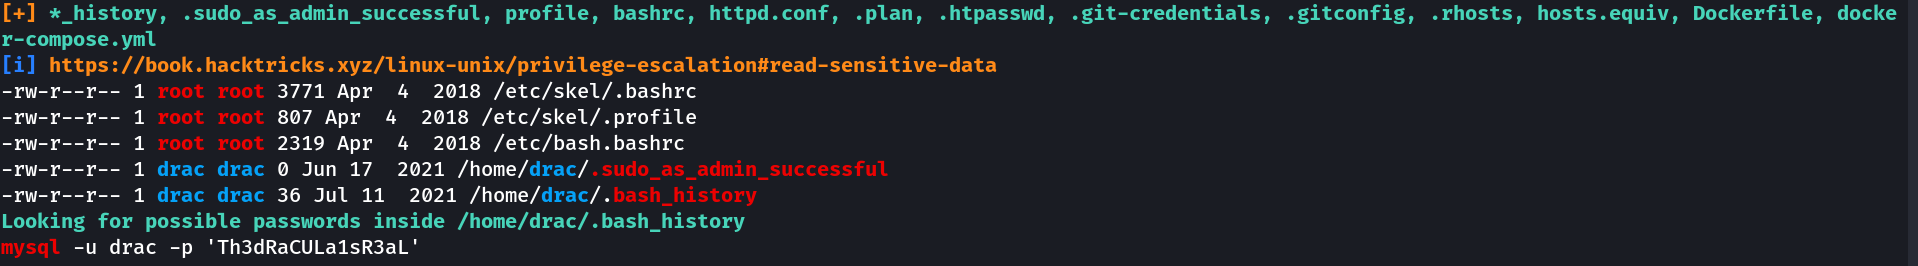 [+] *_history, .sudo_as_admin_successful, profile, bashrc, httpd.conf, .plan, .htpasswd, .git-credentials, .gitconfig, .rhosts, hosts.equiv, Dockerfile, docke
r-compose.yml
[i] https://book.hacktricks.xyz/linux-unix/privilege-escalation#read-sensitive-data
-rw-r--r-- 1 root root 3771 Apr  4  2018 /etc/skel/.bashrc
-rw-r--r-- 1 root root 807 Apr  4  2018 /etc/skel/.profile
-rw-r--r-- 1 root root 2319 Apr  4  2018 /etc/bash.bashrc
-rw-r--r-- 1 drac drac 0 Jun 17  2021 /home/drac/.sudo_as_admin_successful
-rw-r--r-- 1 drac drac 36 Jul 11  2021 /home/drac/.bash_history
Looking for possible passwords inside /home/drac/.bash_history
mysql -u drac -p 'Th3dRaCULa1sR3aL'